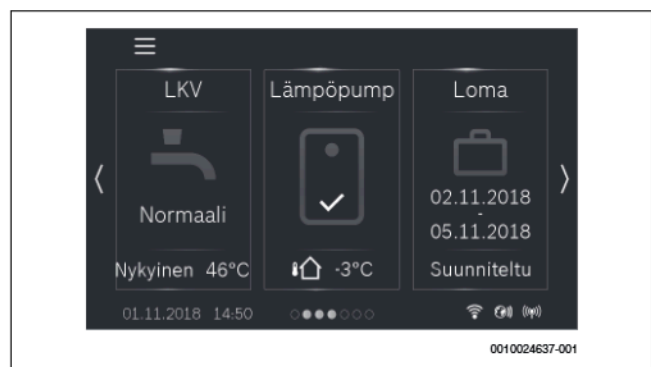 LKV
Lämpöpump
Loma
Normaali
02.11.2018
-
05.11.2018
Nykyinen 46°C
-3°C
Suunniteltu
01.11.2018 14:50
0010024637-001